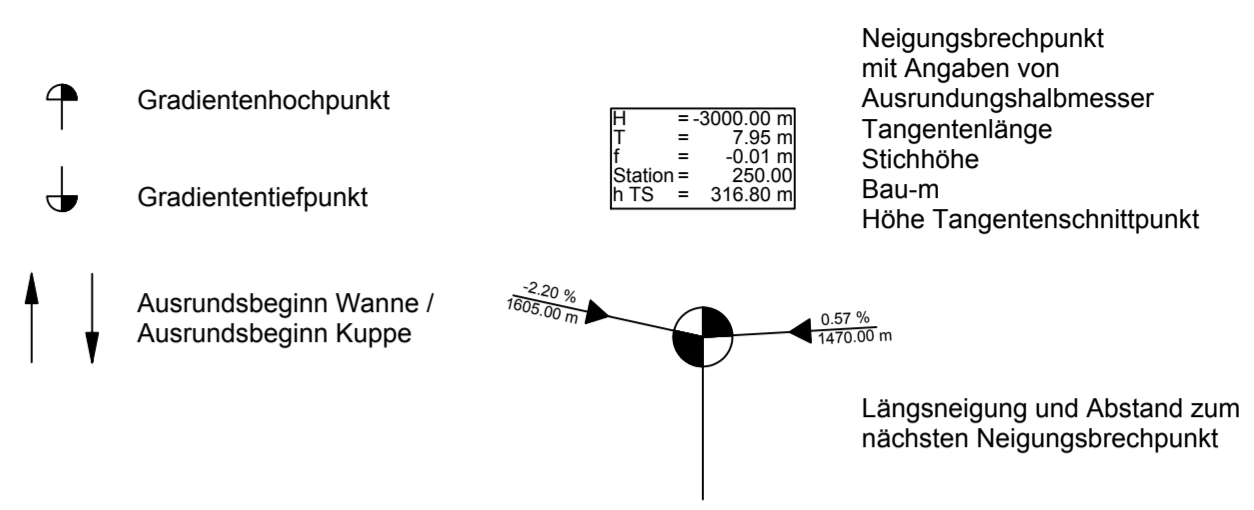 Gradientenhochpunkt
Gradiententiefpunkt
Ausrundsbeginn Wanne /
Ausrundsbeginn Kuppe
H = -3000.00 m
T = 7.95 m
f = -0.01 m
Station = 250.00
h TS = 316.80 m
Neigungsbrechpunkt
mit Angaben von
Ausrundungshalbmesser
Tangentenlänge
Stichhöhe
Bau-m
Höhe Tangentenschnittpunkt
-2.20 %
1605.00 m
0.57 %
1470.00 m
Längsneigung und Abstand zum
nächsten Neigungsbrechpunkt